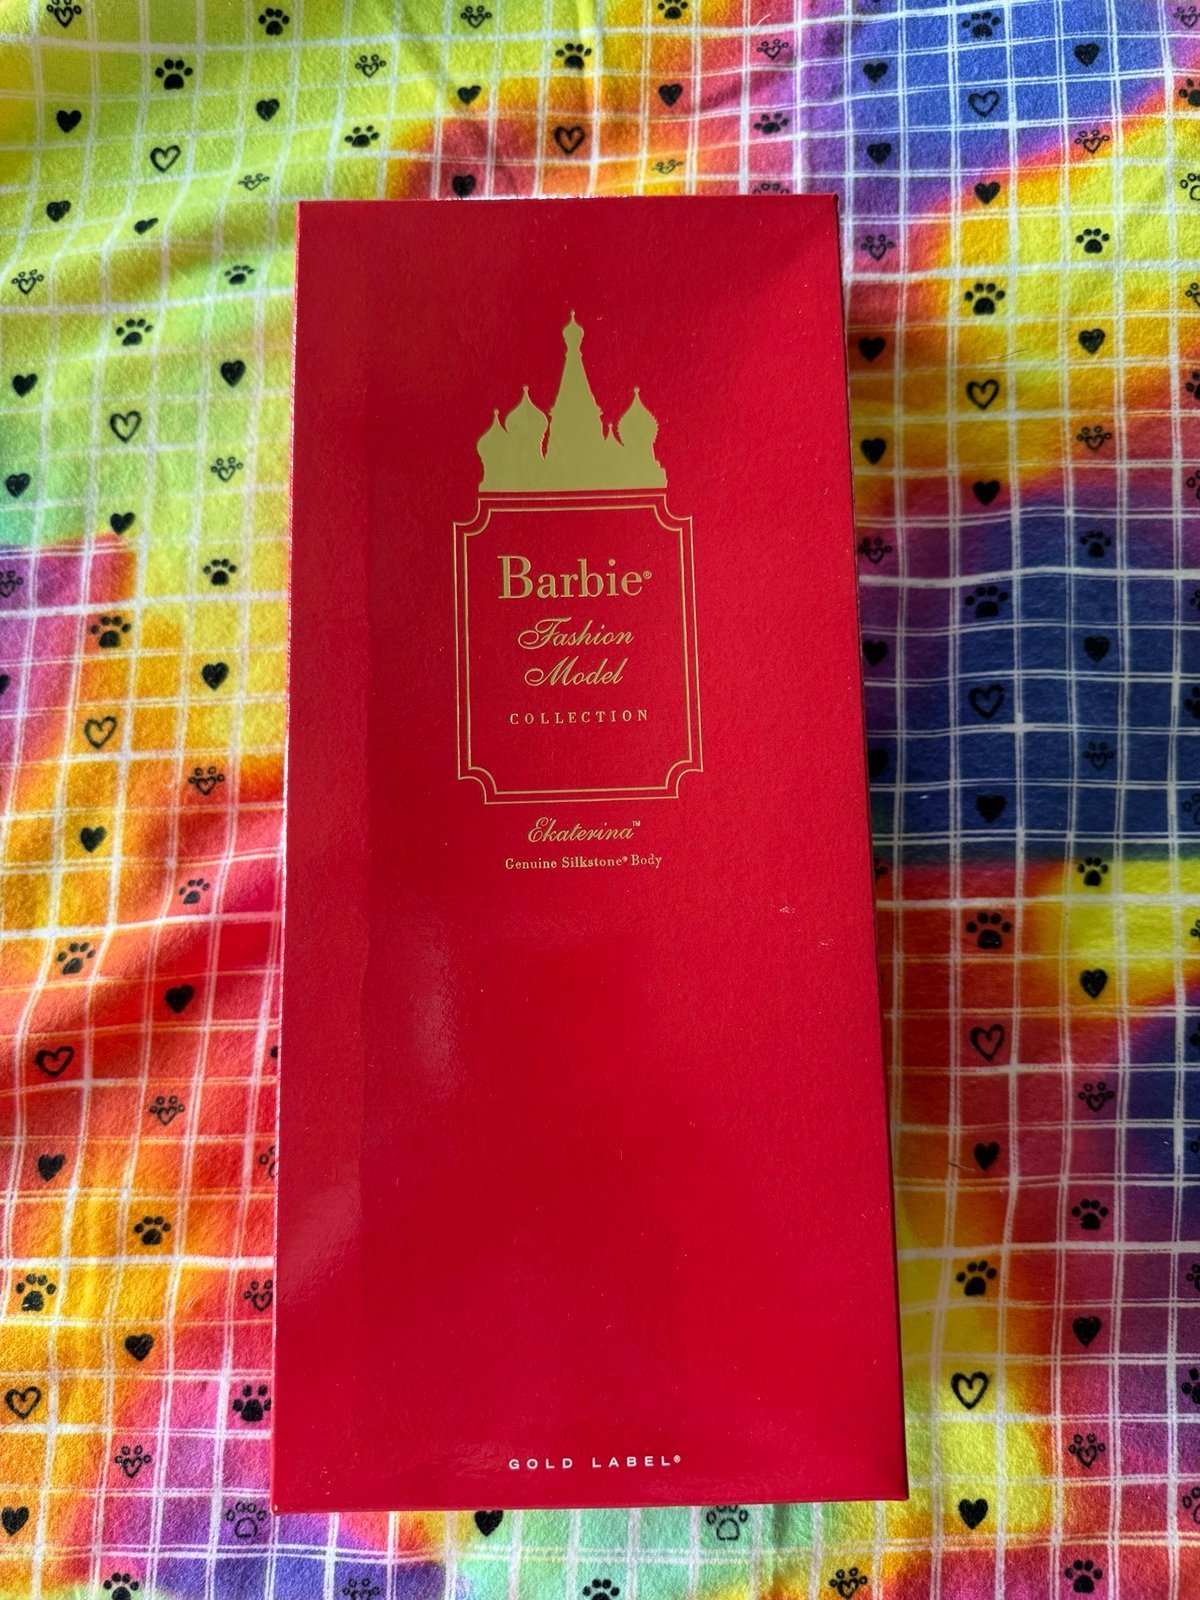 Barbie®
Fashion
Model
COLLECTION
Ekaterina™
Genuine Silkstone® Body
GOLD LABEL®